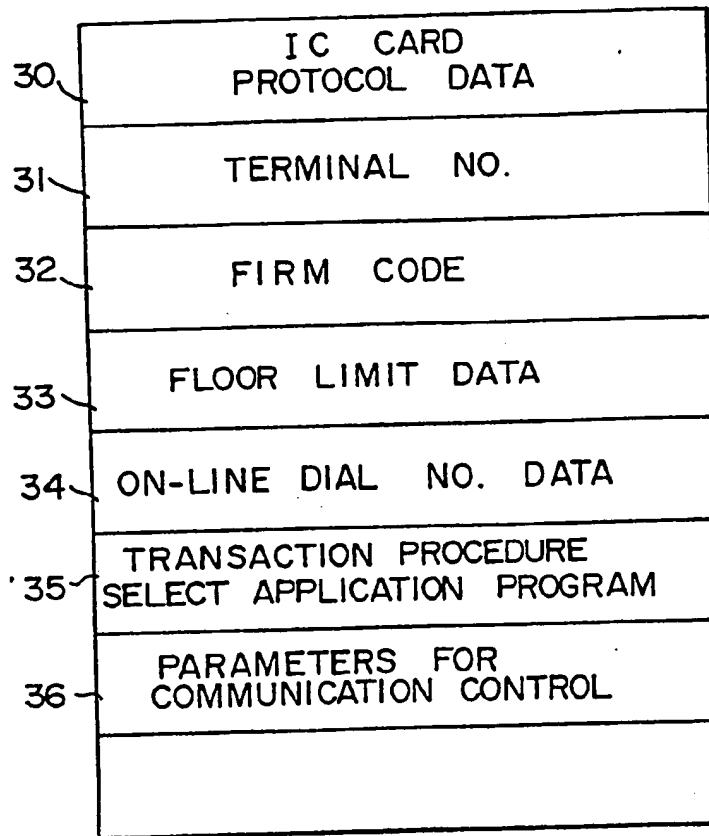 IC CARD
30 PROTOCOL DATA
31 TERMINAL NO.
32 FIRM CODE
33 FLOOR LIMIT DATA
34 ON-LINE DIAL NO. DATA
TRANSACTION PROCEDURE
35 SELECT APPLICATION PROGRAM
PARAMETERS FOR
36 COMMUNICATION CONTROL